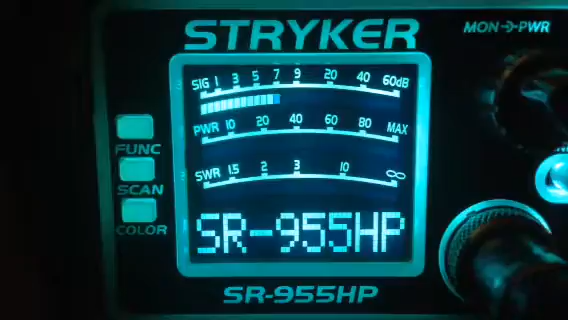 STRYKER
MON PWR
SIG 1 3 5 7 9 20 40 60dB
PWR 10 20 40 60 80 MAX
SWR 1.5 2 3 10 ∞
FUNC
SCAN
COLOR
SR-955HP
SR-955HP